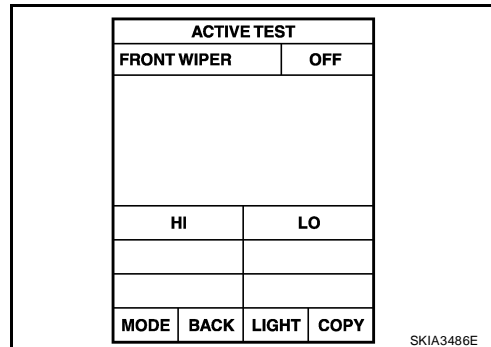 ACTIVE TEST
FRONT WIPER OFF
HI LO
MODE BACK LIGHT COPY
SKIA3486E